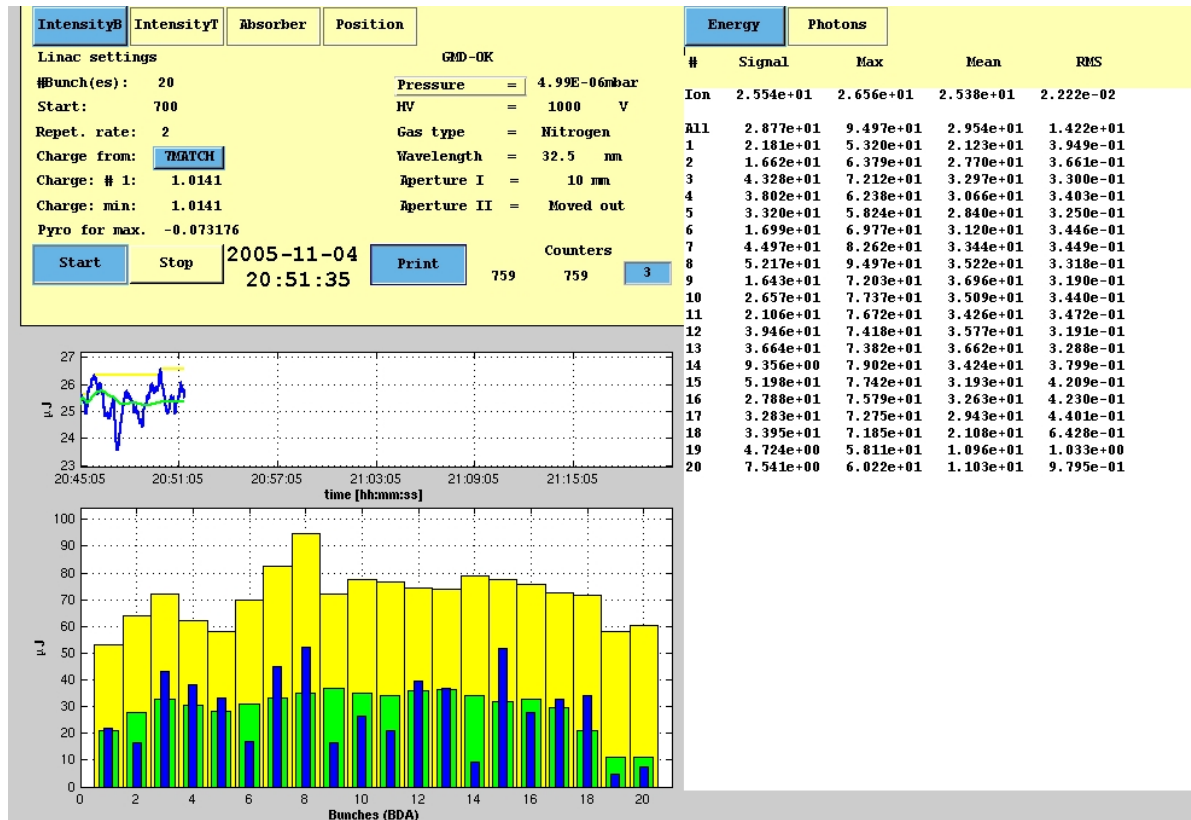 IntensityB IntensityT Absorber Position
Linac settings GMD-OK
#Bunch(es): 20 Pressure = 4.99E-06mbar
Start: 700 HV = 1000 V
Repet. rate: 2 Gas type = Nitrogen
Charge from: 7MATCH Wavelength = 32.5 nm
Charge: # 1: 1.0141 Aperture I = 10 mm
Charge: min: 1.0141 Aperture II = Moved out
Pyro for max. -0.073176
Start Stop 2005-11-04 20:51:35 Print Counters
759 759 3
27
26
25
24
23
µJ
20:45:05 20:51:05 20:57:05 21:03:05 21:09:05 21:15:05
time [hh:mm:ss]
100
90
80
70
60
50
40
30
20
10
0
µJ
0 2 4 6 8 10 12 14 16 18 20
Bunches (BDA)
Energy Photons
# Signal Max Mean RMS
Ion 2.554e+01 2.656e+01 2.538e+01 2.222e-02
All 2.877e+01 9.497e+01 2.954e+01 1.422e-01
1 2.181e+01 5.320e+01 2.123e+01 3.949e-01
2 1.662e+01 6.379e+01 2.770e+01 3.661e-01
3 4.328e+01 7.212e+01 3.297e+01 3.300e-01
4 3.802e+01 6.238e+01 3.066e+01 3.403e-01
5 3.320e+01 5.824e+01 2.840e+01 3.250e-01
6 1.699e+01 6.977e+01 3.120e+01 3.446e-01
7 4.497e+01 8.262e+01 3.344e+01 3.449e-01
8 5.217e+01 9.497e+01 3.522e+01 3.318e-01
9 1.643e+01 7.203e+01 3.696e+01 3.190e-01
10 2.657e+01 7.737e+01 3.509e+01 3.440e-01
11 2.106e+01 7.672e+01 3.426e+01 3.472e-01
12 3.946e+01 7.418e+01 3.577e+01 3.191e-01
13 3.664e+01 7.382e+01 3.662e+01 3.288e-01
14 9.356e+00 7.902e+01 3.424e+01 3.799e-01
15 5.198e+01 7.742e+01 3.193e+01 4.209e-01
16 2.788e+01 7.579e+01 3.263e+01 4.230e-01
17 3.283e+01 7.275e+01 2.943e+01 4.401e-01
18 3.395e+01 7.185e+01 2.108e+01 6.428e-01
19 4.724e+00 5.811e+01 1.096e+01 1.033e+00
20 7.541e+00 6.022e+01 1.103e+01 9.795e-01